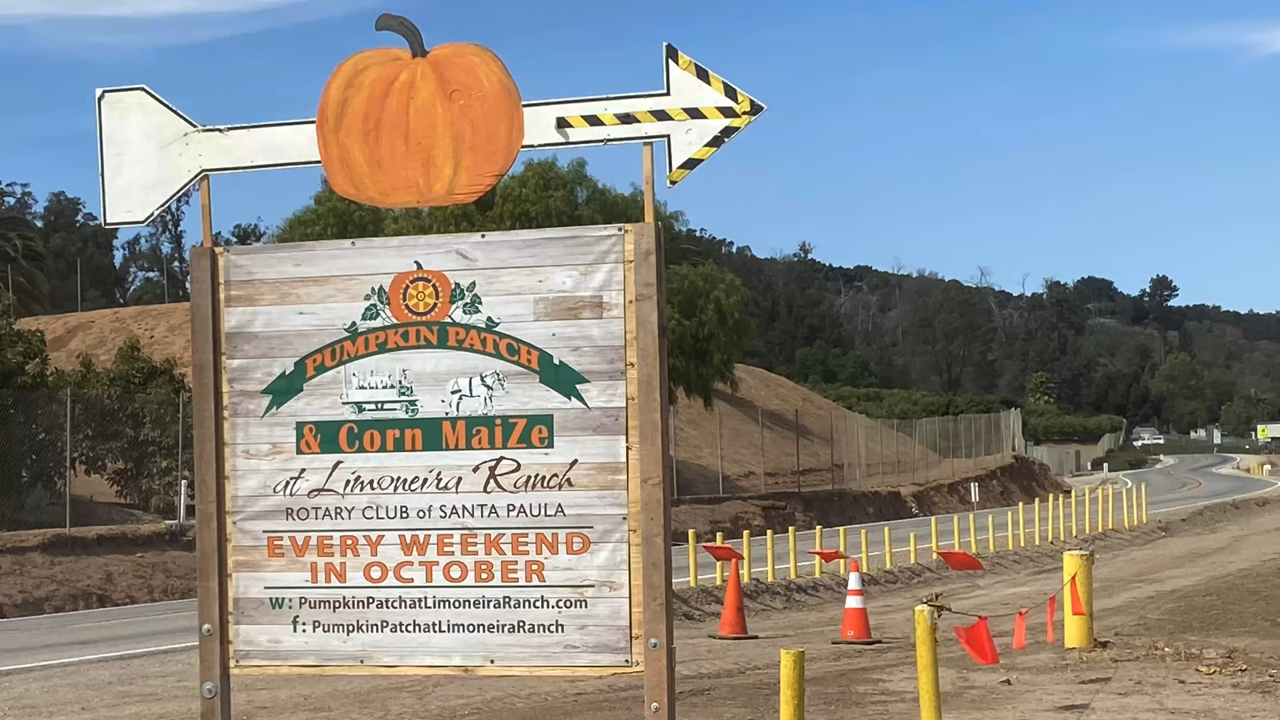 PUMPKIN PATCH
& Corn MaiZe
at Limoneira Ranch
ROTARY CLUB of SANTA PAULA
EVERY WEEKEND
IN OCTOBER
w: PumpkinPatchatLimoneiraRanch.com
f: PumpkinPatchatLimoneiraRanch